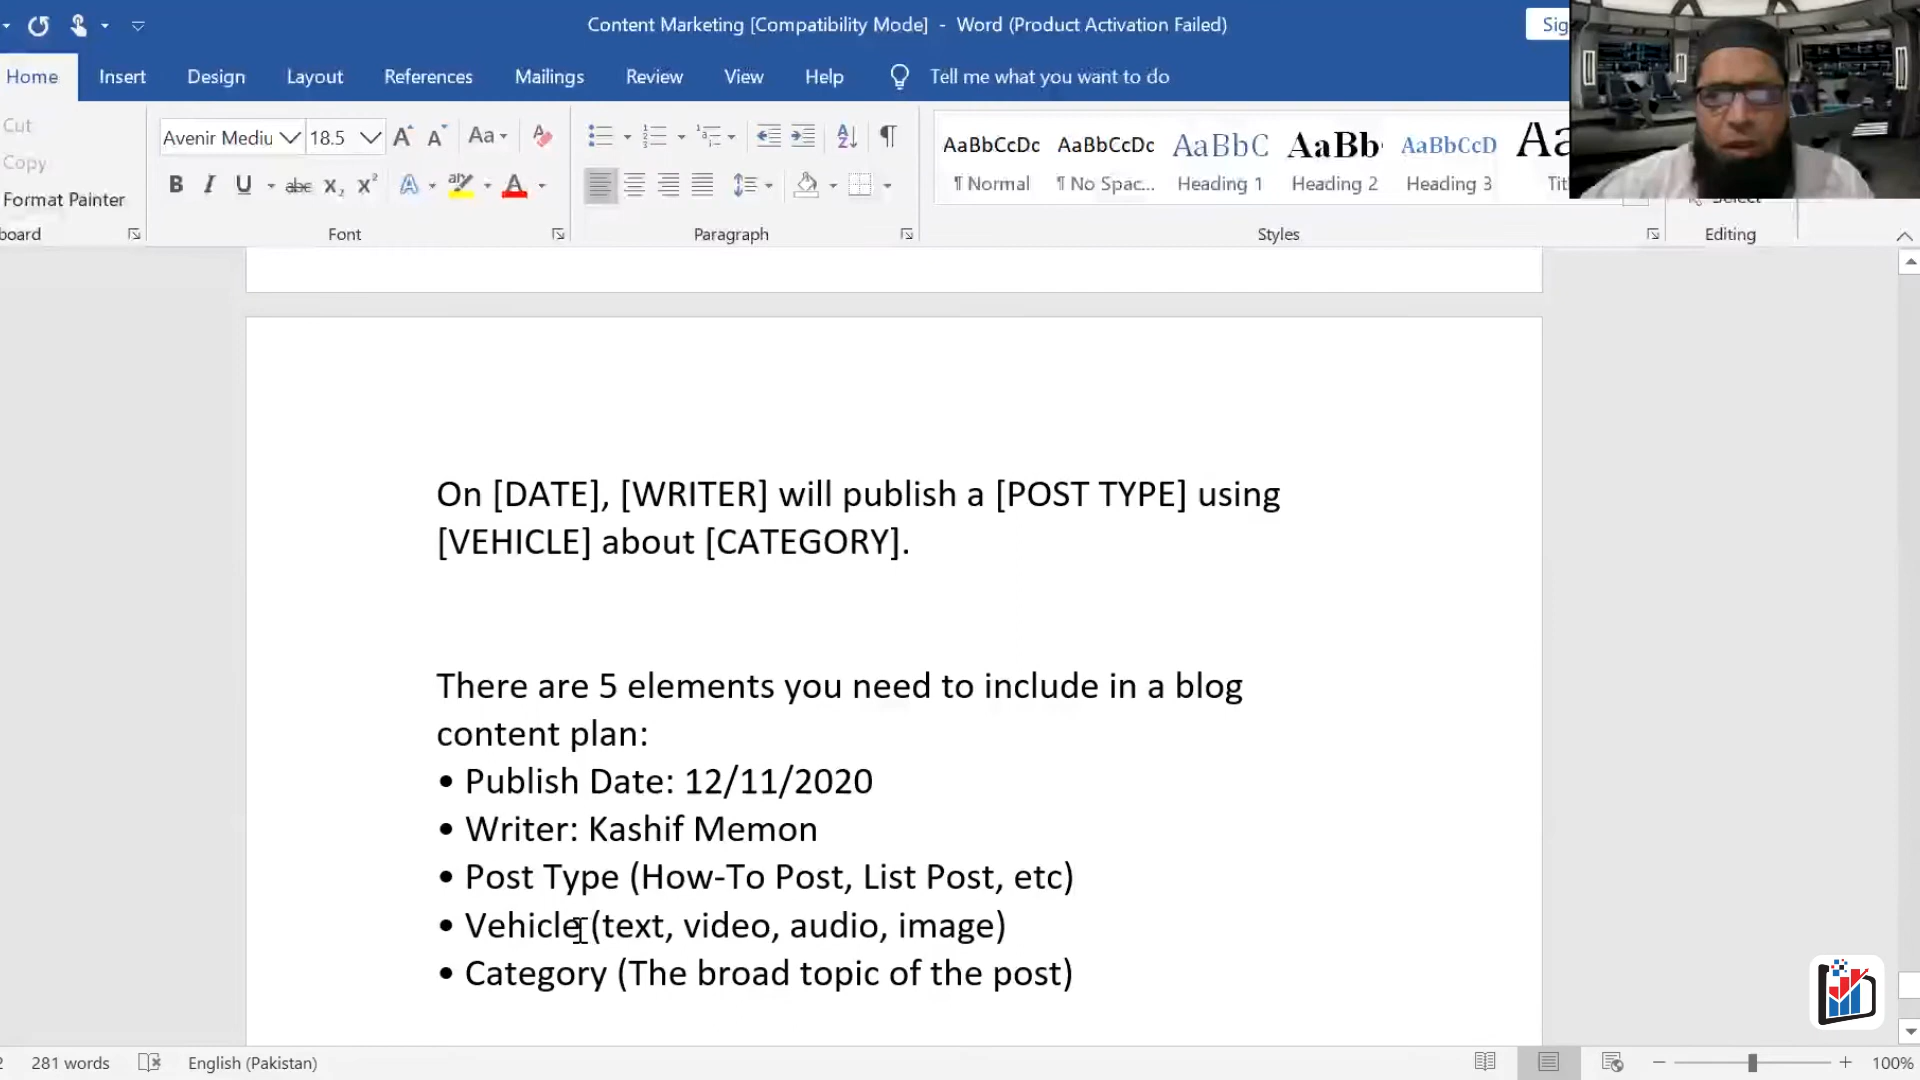 Content Marketing [Compatibility Mode] - Word (Product Activation Failed)
Home Insert Design Layout References Mailings Review View Help Tell me what you want to do
Cut
Copy
Format Painter
Avenir Mediu 18.5
AaBbCcDc AaBbCcDc AaBbC AaBb AaBbCcD
¶ Normal ¶ No Spac... Heading 1 Heading 2 Heading 3
Font Paragraph Styles Editing
On [DATE], [WRITER] will publish a [POST TYPE] using
[VEHICLE] about [CATEGORY].
There are 5 elements you need to include in a blog
content plan:
• Publish Date: 12/11/2020
• Writer: Kashif Memon
• Post Type (How-To Post, List Post, etc)
• Vehicle (text, video, audio, image)
• Category (The broad topic of the post)
281 words English (Pakistan) 100%